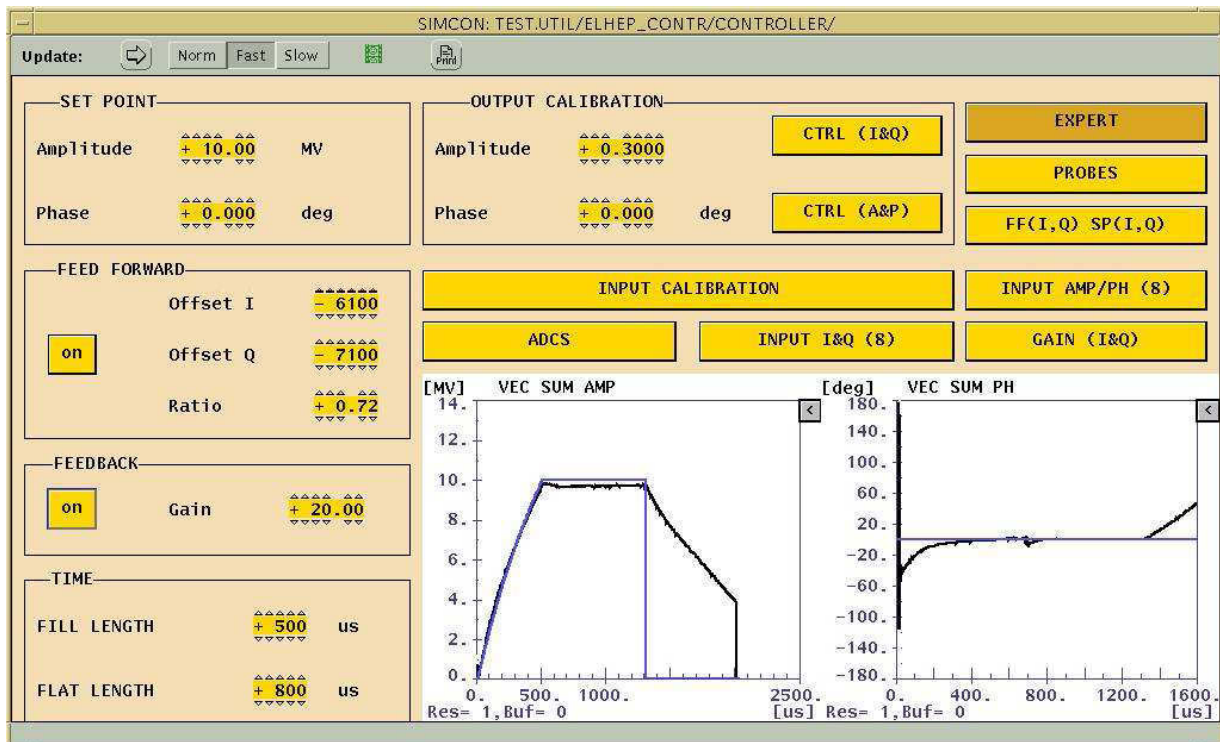 SIMCON: TEST.UTIL/ELHEP_CONTR/CONTROLLER/
Update: Norm Fast Slow Print
SET POINT
Amplitude + 10.00 MV
Phase + 0.000 deg
OUTPUT CALIBRATION
Amplitude + 0.3000
Phase + 0.000 deg
CTRL (I&Q)
CTRL (A&P)
EXPERT
PROBES
FF(I,Q) SP(I,Q)
FEED FORWARD
on
Offset I - 6100
Offset Q - 7100
Ratio + 0.72
INPUT CALIBRATION
INPUT AMP/PH (8)
ADCS
INPUT I&Q (8)
GAIN (I&Q)
FEEDBACK
on
Gain + 20.00
TIME
FILL LENGTH + 500 us
FLAT LENGTH + 800 us
[MV] VEC SUM AMP
14.
12.
10.
8.
6.
4.
2.
0.
0. 500. 1000. 2500.
Res= 1,Buf= 0 [us]
[deg] VEC SUM PH
180.
140.
100.
60.
20.
-20.
-60.
-100.
-140.
-180.
0. 400. 800. 1200. 1600.
Res= 1,Buf= 0 [us]